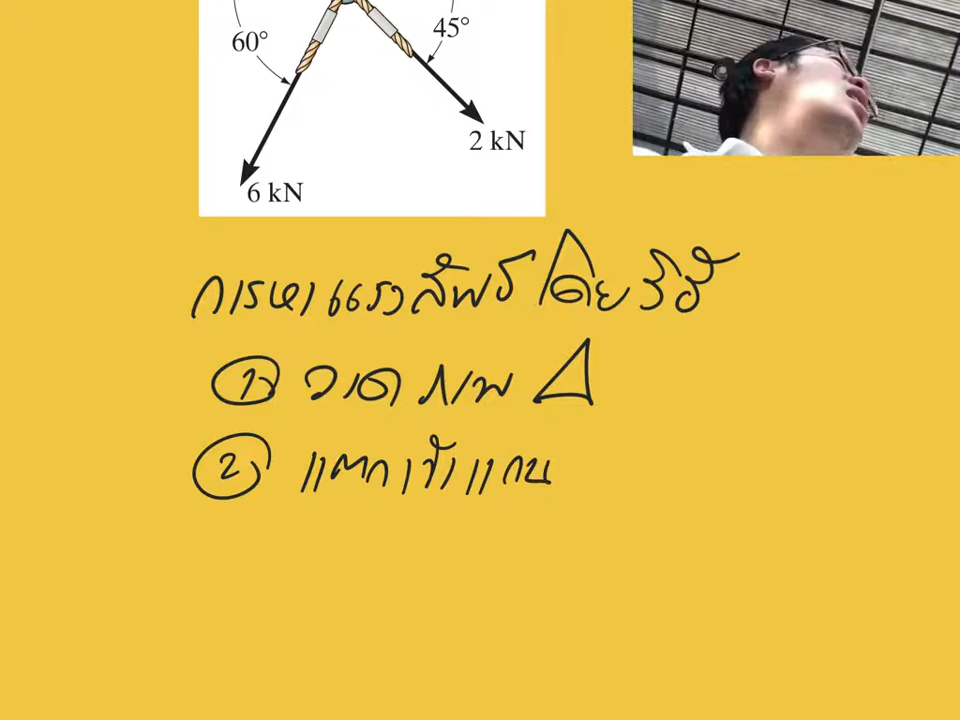 60°
45°
2 kN
6 kN
การหาแรงลัพธ์โดยวิธี
① วาดภาพ △
② แตกเข้าแกน